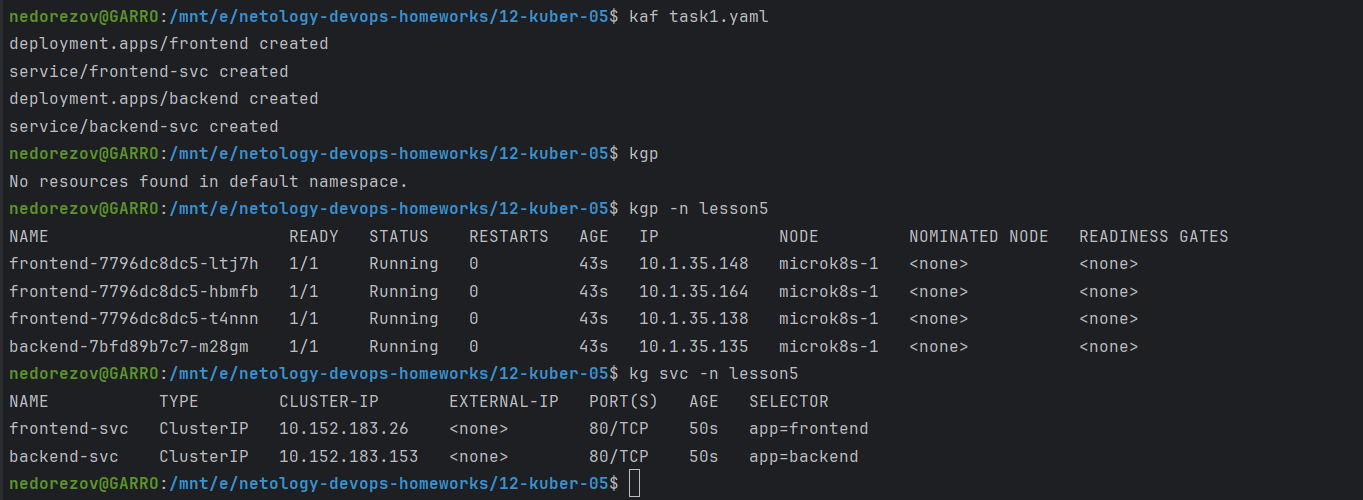 nedorezov@GARRO:/mnt/e/netology-devops-homeworks/12-kuber-05$ kaf task1.yaml
deployment.apps/frontend created
service/frontend-svc created
deployment.apps/backend created
service/backend-svc created
nedorezov@GARRO:/mnt/e/netology-devops-homeworks/12-kuber-05$ kgp
No resources found in default namespace.
nedorezov@GARRO:/mnt/e/netology-devops-homeworks/12-kuber-05$ kgp -n lesson5
NAME                        READY   STATUS    RESTARTS   AGE   IP            NODE         NOMINATED NODE   READINESS GATES
frontend-7796dc8dc5-ltj7h   1/1     Running   0          43s   10.1.35.148   microk8s-1   <none>           <none>
frontend-7796dc8dc5-hbmfb   1/1     Running   0          43s   10.1.35.164   microk8s-1   <none>           <none>
frontend-7796dc8dc5-t4nnn   1/1     Running   0          43s   10.1.35.138   microk8s-1   <none>           <none>
backend-7bfd89b7c7-m28gm    1/1     Running   0          43s   10.1.35.135   microk8s-1   <none>           <none>
nedorezov@GARRO:/mnt/e/netology-devops-homeworks/12-kuber-05$ kg svc -n lesson5
NAME           TYPE        CLUSTER-IP       EXTERNAL-IP   PORT(S)   AGE   SELECTOR
frontend-svc   ClusterIP   10.152.183.26    <none>        80/TCP    50s   app=frontend
backend-svc    ClusterIP   10.152.183.153   <none>        80/TCP    50s   app=backend
nedorezov@GARRO:/mnt/e/netology-devops-homeworks/12-kuber-05$